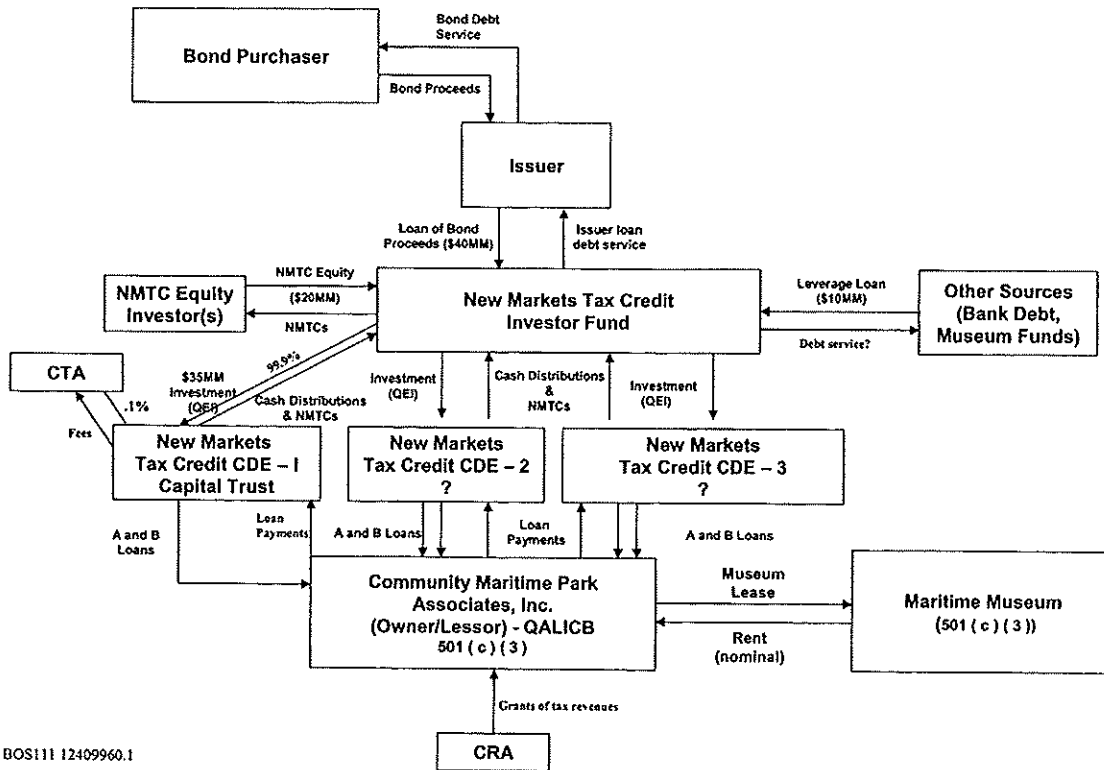 Bond Debt
Service
Bond Purchaser
Bond Proceeds
Issuer
Loan of Bond
Proceeds ($40MM)
Issuer loan
debt service
NMTC Equity
($20MM)
NMTCs
NMTC Equity
Investor(s)
New Markets Tax Credit
Investor Fund
Leverage Loan
($10MM)
Debt service?
Other Sources
(Bank Debt,
Museum Funds)
CTA
.1%
Fees
$35MM
Investment
(QEI)
99.9%
Cash Distributions
& NMTCs
Investment
(QEI)
Cash Distributions
&
NMTCs
Investment
(QEI)
New Markets
Tax Credit CDE – I
Capital Trust
New Markets
Tax Credit CDE – 2
?
New Markets
Tax Credit CDE – 3
?
A and B
Loans
Loan
Payments
A and B Loans
Loan
Payments
A and B Loans
Community Maritime Park
Associates, Inc.
(Owner/Lessor) - QALICB
501 ( c ) ( 3 )
Museum
Lease
Rent
(nominal)
Maritime Museum
(501 ( c ) ( 3 ))
Grants of tax revenues
CRA
BOS111 12409960.1